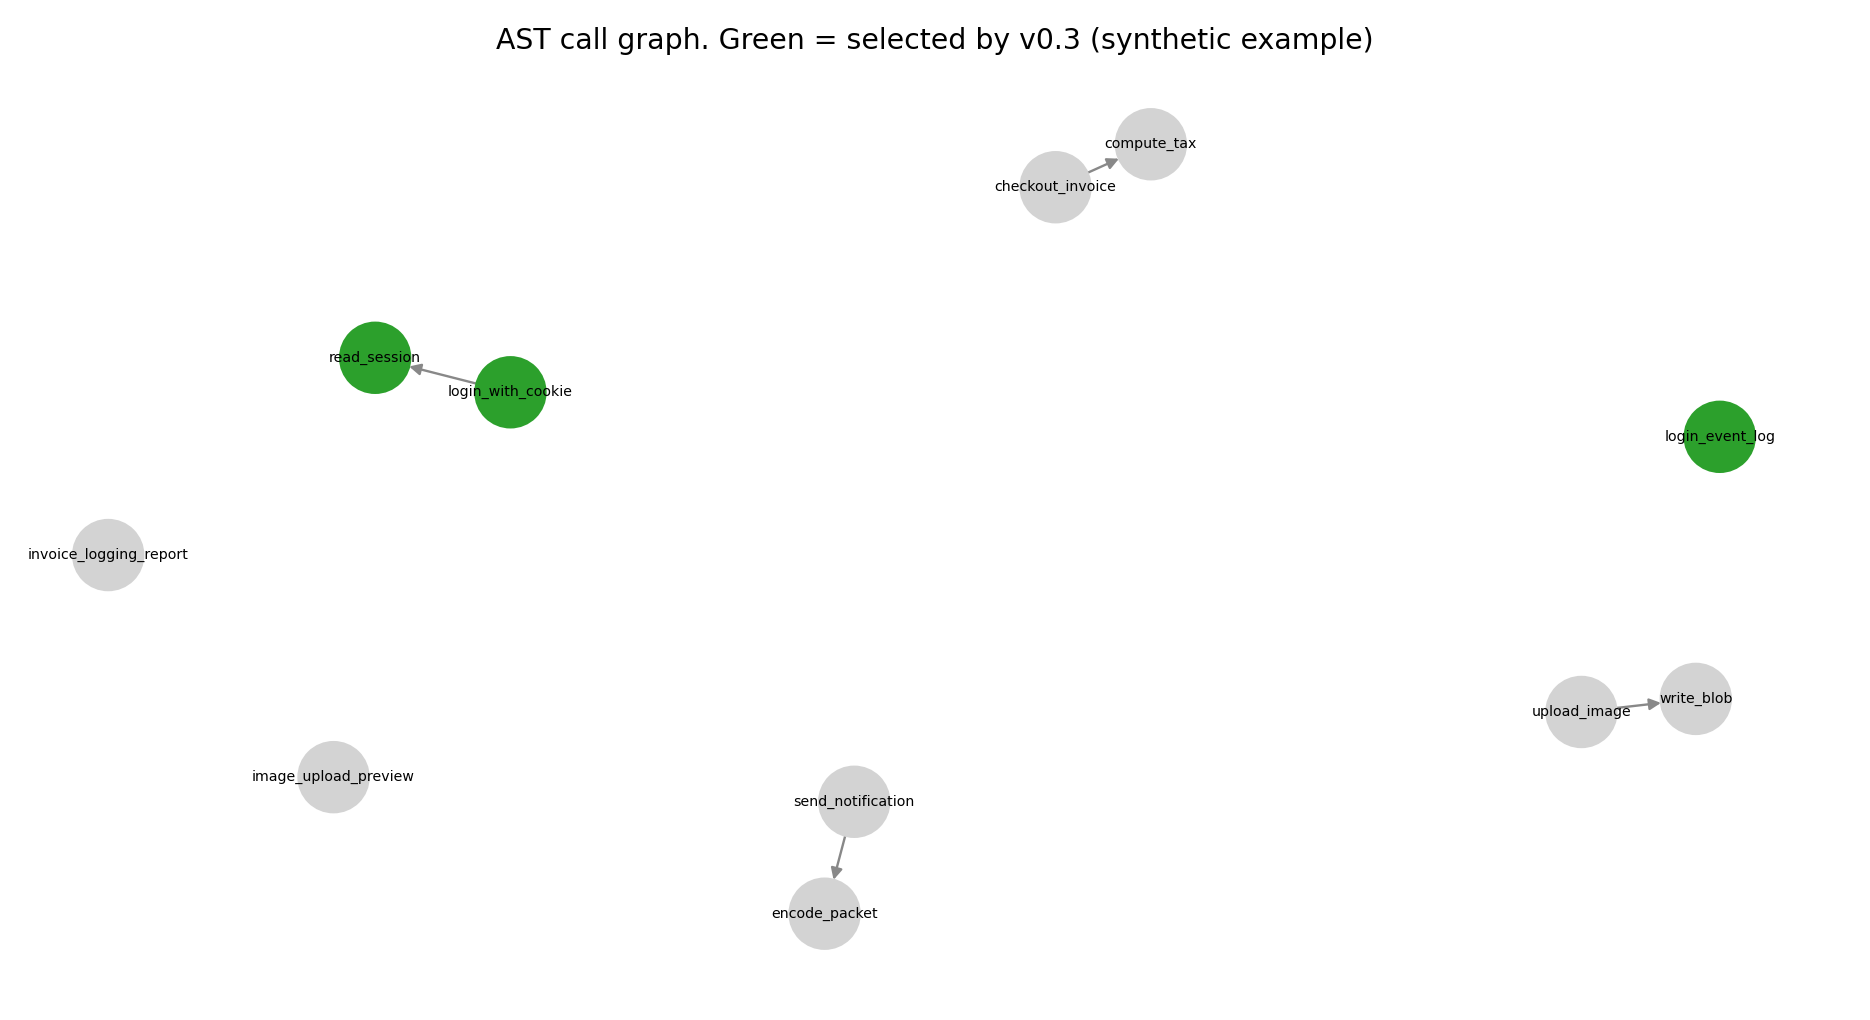 AST call graph. Green = selected by v0.3 (synthetic example)
compute_tax
checkout_invoice
read_session
login_with_cookie
login_event_log
invoice_logging_report
write_blob
upload_image
image_upload_preview
send_notification
encode_packet